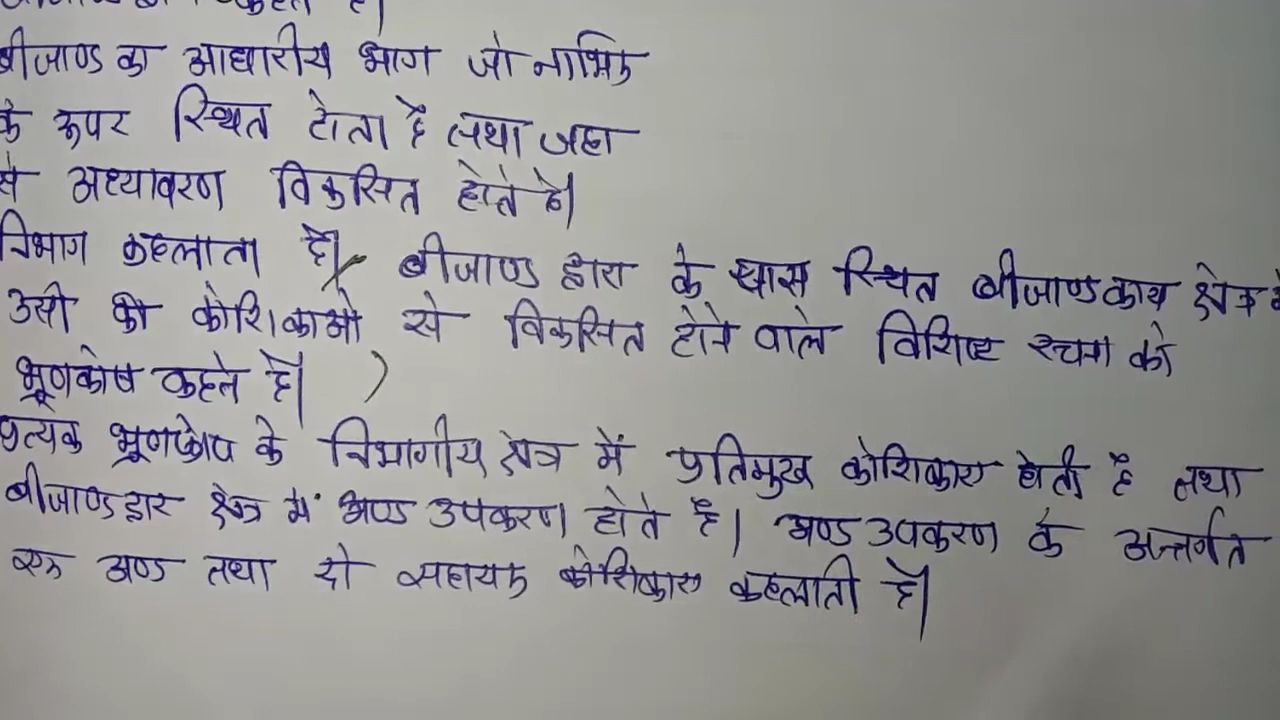 कहते है।
बीजाण्ड का आधारीय भाग जो नाभिक
के ऊपर स्थित होता है तथा जहा
से अध्यावरण विकसित होते है।
निभाग कहलाता है। बीजाण्ड द्वारा के पास स्थित बीजाण्डकाय क्षेत्र
उसी की कोशिकाओ से विकसित होने वाले विशिष्ट रचना को
भ्रूणकोष कहते है।
प्रत्येक भ्रूणकोष के निभागीय क्षेत्र में प्रतिमुख कोशिकाए होती है तथा
बीजाण्डद्वार क्षेत्र में अण्ड उपकरण होते है। अण्ड उपकरण के अन्तर्गत
एक अण्ड तथा दो सहायक कोशिकाए कहलाती है।